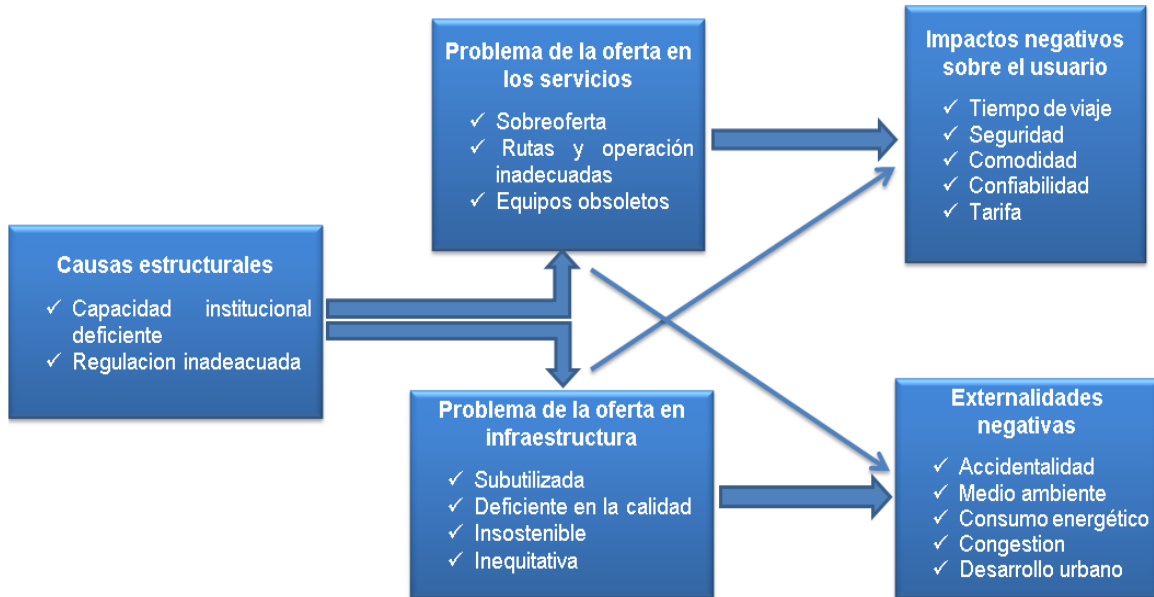 Causas estructurales
✓ Capacidad institucional
deficiente
✓ Regulacion inadeacuada
Problema de la oferta en
los servicios
✓ Sobreoferta
✓ Rutas y operación
inadecuadas
✓ Equipos obsoletos
Problema de la oferta en
infraestructura
✓ Subutilizada
✓ Deficiente en la calidad
✓ Insostenible
✓ Inequitativa
Impactos negativos
sobre el usuario
✓ Tiempo de viaje
✓ Seguridad
✓ Comodidad
✓ Confiabilidad
✓ Tarifa
Externalidades
negativas
✓ Accidentalidad
✓ Medio ambiente
✓ Consumo energético
✓ Congestion
✓ Desarrollo urbano